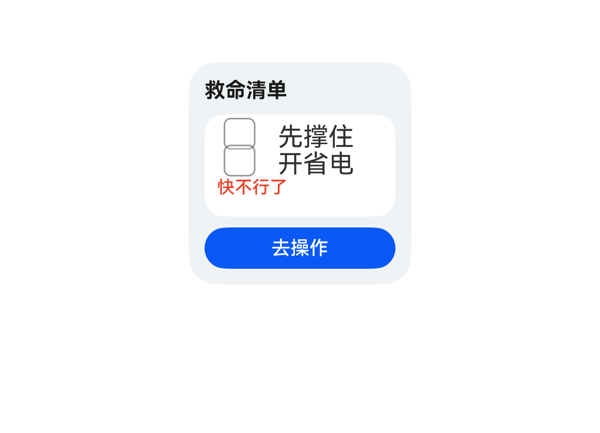 救命清单
先撑住
开省电
快不行了
去操作